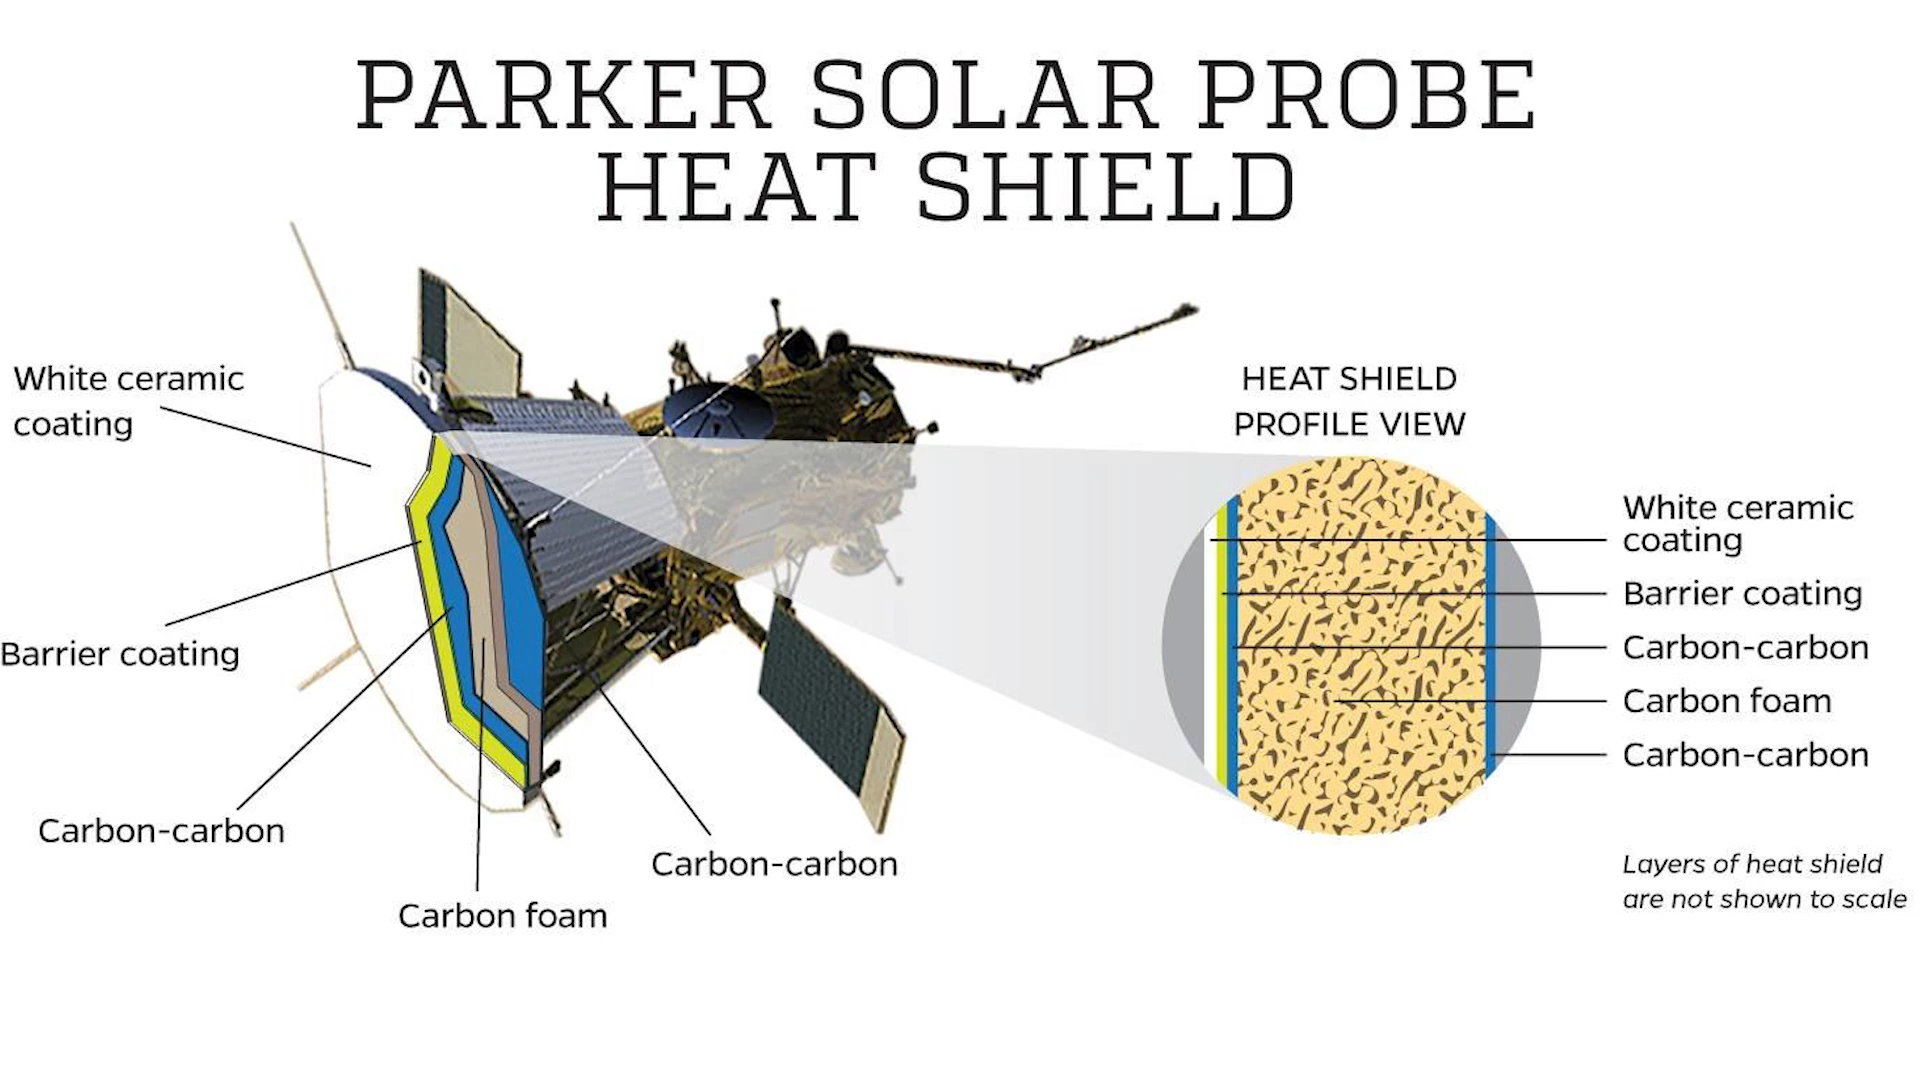 PARKER SOLAR PROBE
HEAT SHIELD
White ceramic
coating
Barrier coating
Carbon-carbon
Carbon foam
Carbon-carbon
HEAT SHIELD
PROFILE VIEW
White ceramic
coating
Barrier coating
Carbon-carbon
Carbon foam
Carbon-carbon
Layers of heat shield
are not shown to scale